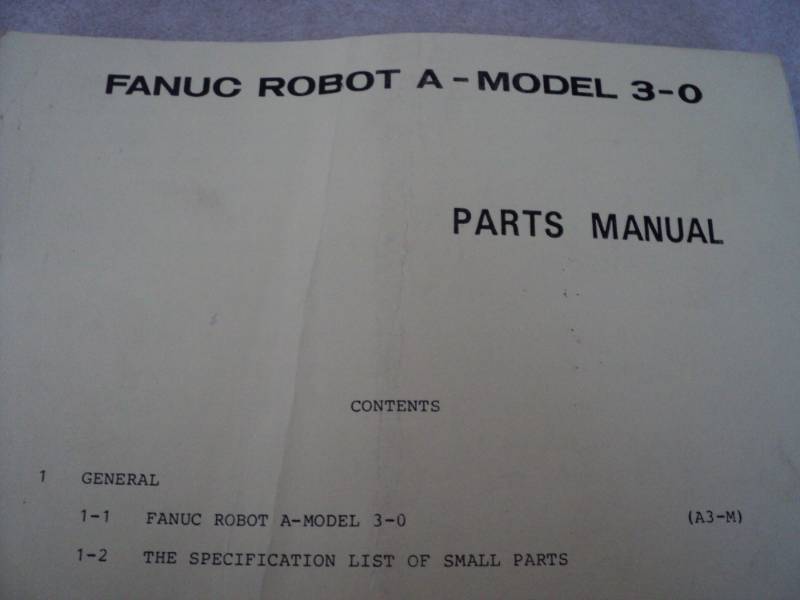 FANUC ROBOT A-MODEL 3-0
PARTS MANUAL
CONTENTS
1 GENERAL
1-1 FANUC ROBOT A-MODEL 3-0 (A3-M)
1-2 THE SPECIFICATION LIST OF SMALL PARTS